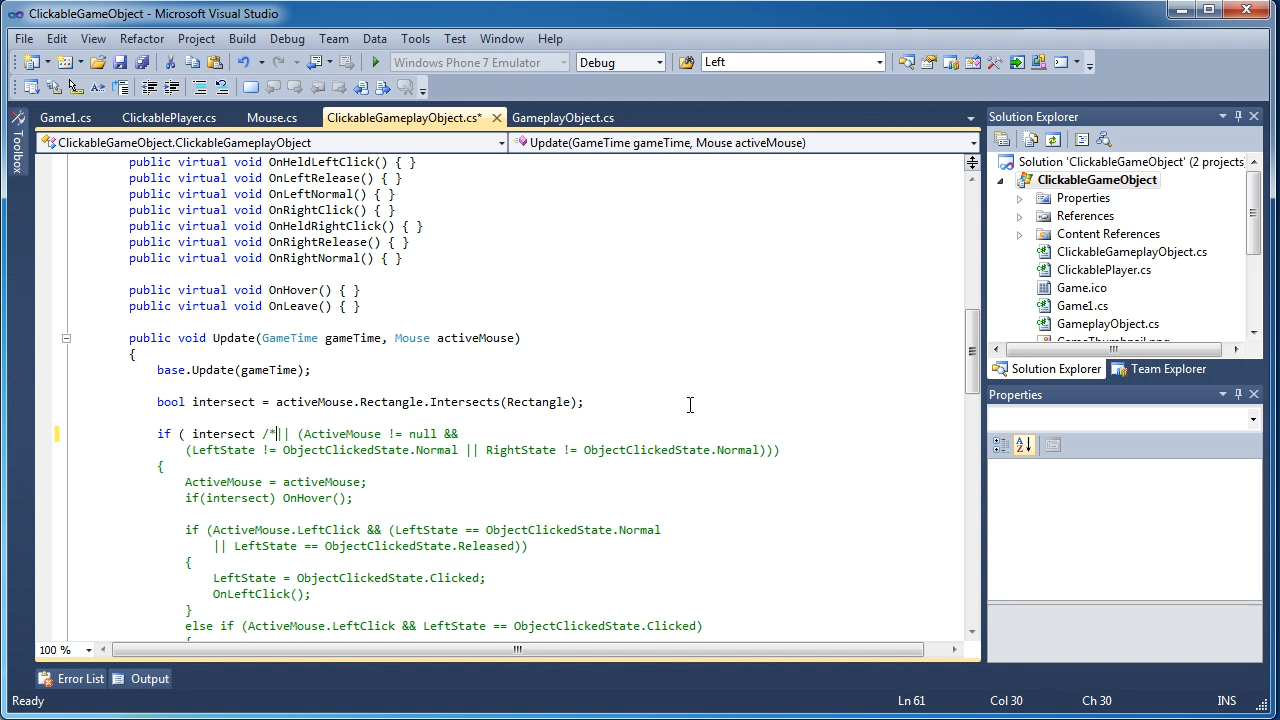 ClickableGameObject - Microsoft Visual Studio
File Edit View Refactor Project Build Debug Team Data Tools Test Window Help
Windows Phone 7 Emulator Debug Left
Toolbox
Game1.cs ClickablePlayer.cs Mouse.cs ClickableGameplayObject.cs* GameplayObject.cs
ClickableGameObject.ClickableGameplayObject Update(GameTime gameTime, Mouse activeMouse)
public virtual void OnHeldLeftClick() { }
public virtual void OnLeftRelease() { }
public virtual void OnLeftNormal() { }
public virtual void OnRightClick() { }
public virtual void OnHeldRightClick() { }
public virtual void OnRightRelease() { }
public virtual void OnRightNormal() { }
public virtual void OnHover() { }
public virtual void OnLeave() { }
public void Update(GameTime gameTime, Mouse activeMouse)
{
base.Update(gameTime);
bool intersect = activeMouse.Rectangle.Intersects(Rectangle);
if ( intersect /*|| (ActiveMouse != null &&
(LeftState != ObjectClickedState.Normal || RightState != ObjectClickedState.Normal)))
{
ActiveMouse = activeMouse;
if(intersect) OnHover();
if (ActiveMouse.LeftClick && (LeftState == ObjectClickedState.Normal
|| LeftState == ObjectClickedState.Released))
{
LeftState = ObjectClickedState.Clicked;
OnLeftClick();
}
else if (ActiveMouse.LeftClick && LeftState == ObjectClickedState.Clicked)
100 %
Solution Explorer
Solution 'ClickableGameObject' (2 projects)
ClickableGameObject
Properties
References
Content References
ClickableGameplayObject.cs
ClickablePlayer.cs
Game.ico
Game1.cs
GameplayObject.cs
GameThumbnail.png
Solution Explorer Team Explorer
Properties
Error List Output
Ready Ln 61 Col 30 Ch 30 INS